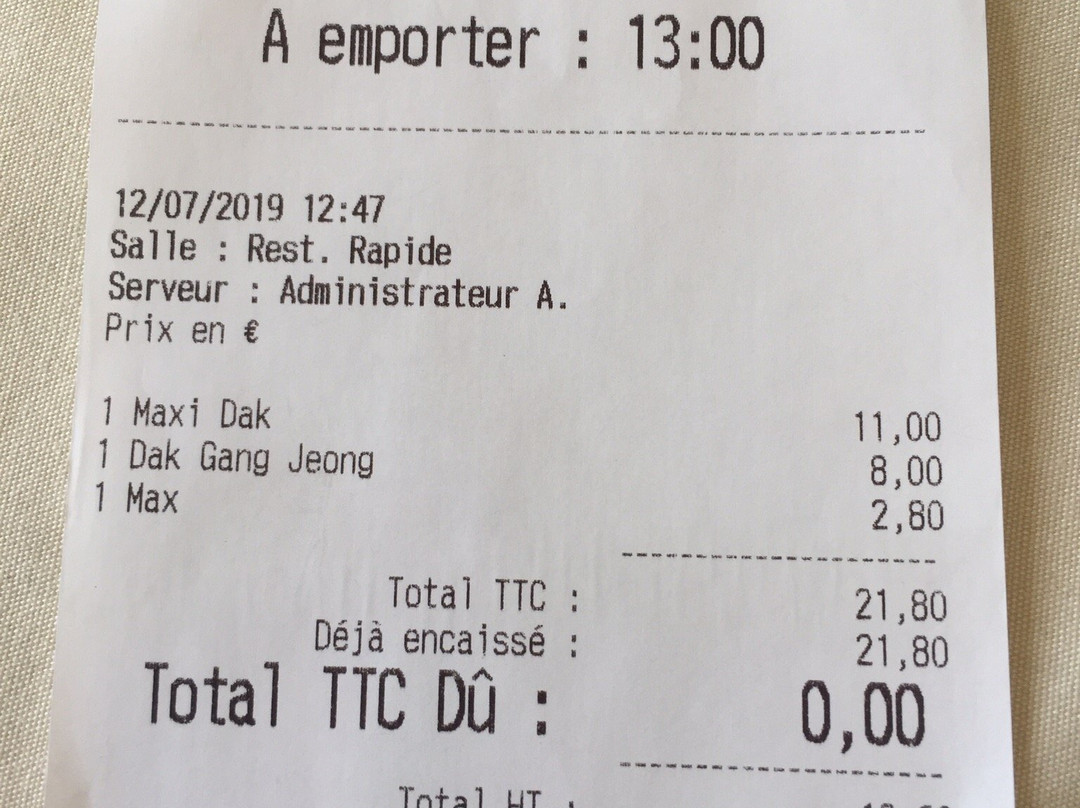 A emporter : 13:00
12/07/2019 12:47
Salle : Rest. Rapide
Serveur : Administrateur A.
Prix en €
1 Maxi Dak 11,00
1 Dak Gang Jeong 8,00
1 Max 2,80
Total TTC : 21,80
Déjà encaissé : 21,80
Total TTC Dû : 0,00
Total HT :